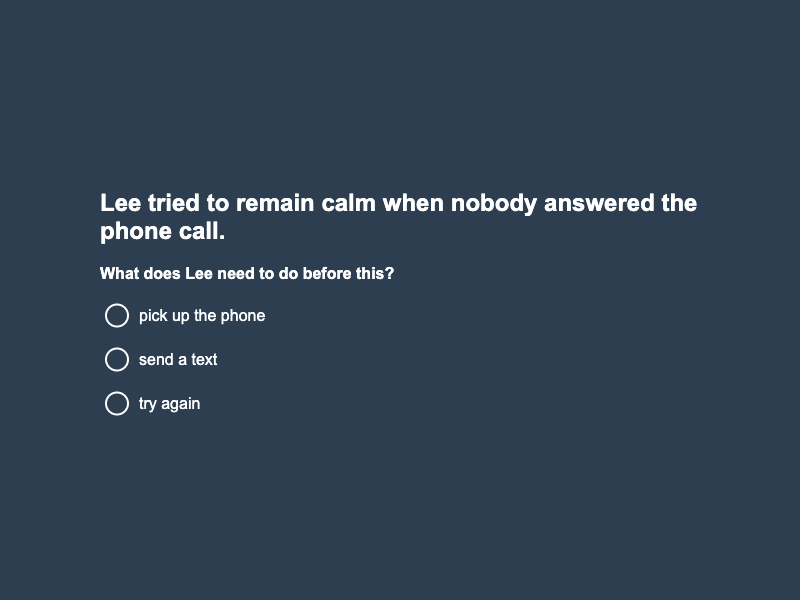 Lee tried to remain calm when nobody answered the
phone call.
What does Lee need to do before this?
pick up the phone
send a text
try again